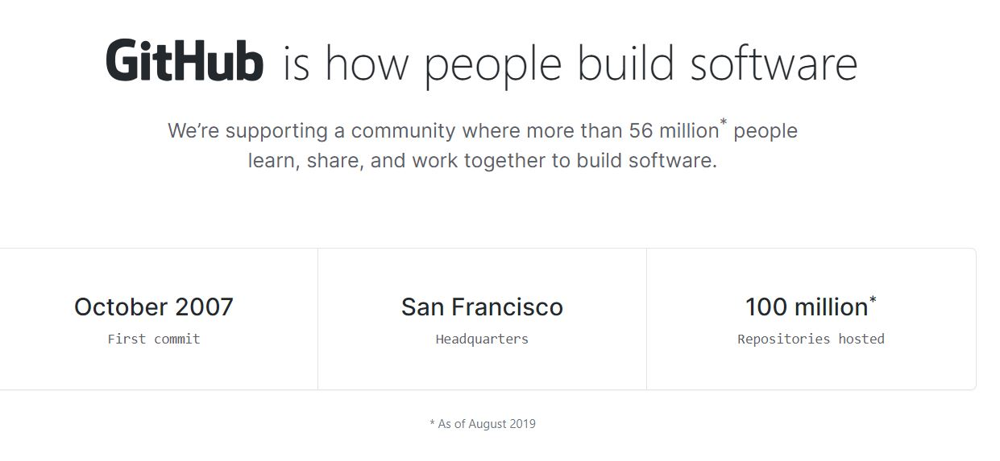 GitHub is how people build software
We’re supporting a community where more than 56 million* people
learn, share, and work together to build software.
October 2007
First commit
San Francisco
Headquarters
100 million*
Repositories hosted
* As of August 2019